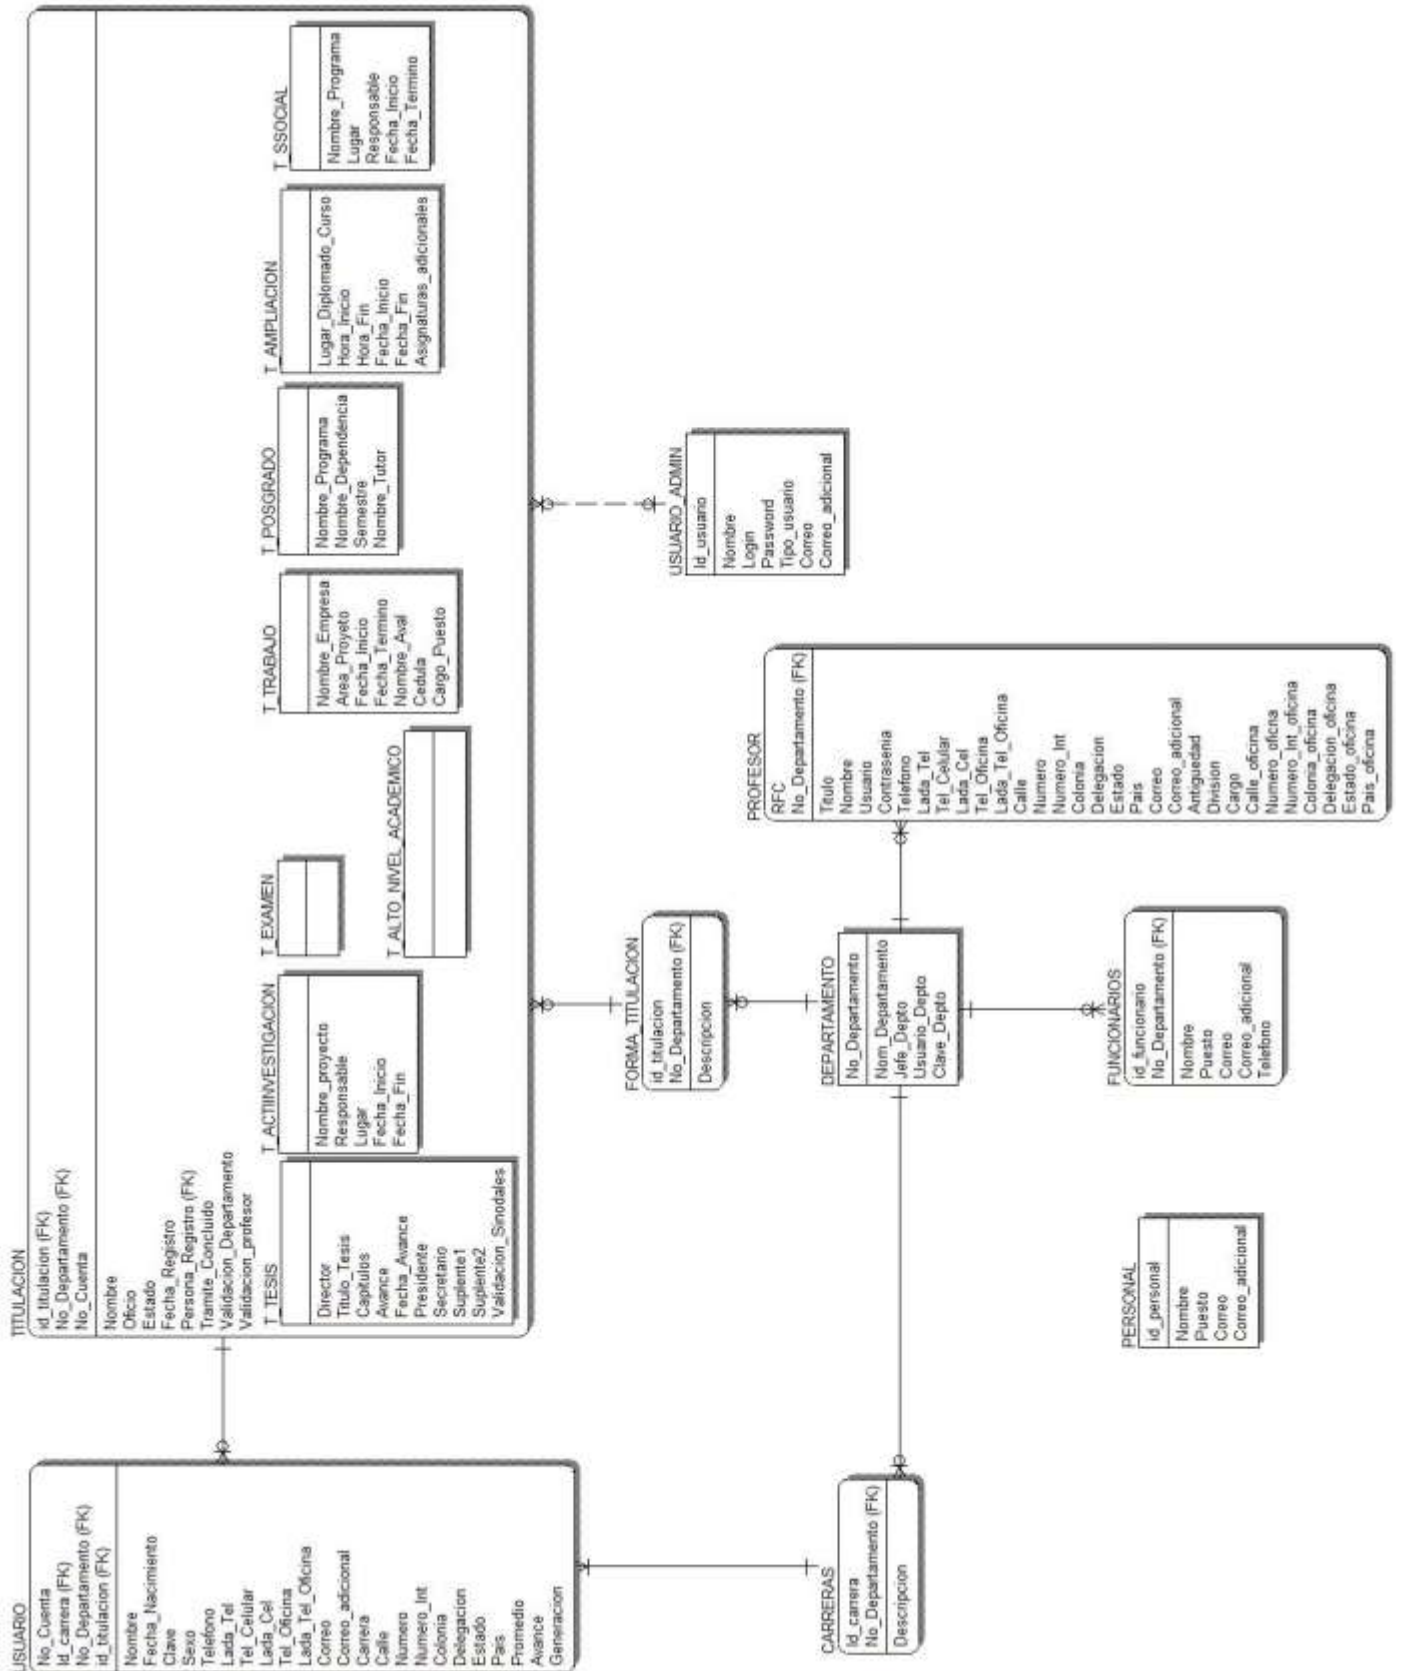 USUARIO
No_Cuenta
Id_carrera (FK)
No_Departamento (FK)
id_titulacion (FK)
Nombre
Fecha_Nacimiento
Clave
Sexo
Telefono
Lada_Tel
Tel_Celular
Lada_Cel
Tel_Oficina
Lada_Tel_Oficina
Correo
Correo_adicional
Carrera
Calle
Numero
Numero_Int
Colonia
Delegacion
Estado
Pais
Promedio
Avance
Generacion
TITULACION
id_titulacion (FK)
No_Departamento (FK)
No_Cuenta
Nombre
Oficio
Estado
Fecha_Registro
Persona_Registro (FK)
Tramite_Concluido
Validacion_Departamento
Validacion_profesor
T_TESIS
Director
Titulo_Tesis
Capitulos
Avance
Fecha_Avance
Presidente
Secretario
Suplente1
Suplente2
Validacion_Sinodales
T_ACTIINVESTIGACION
Nombre_proyecto
Responsable
Lugar
Fecha_Inicio
Fecha_Fin
T_EXAMEN
T_ALTO_NIVEL_ACADEMICO
T_TRABAJO
Nombre_Empresa
Area_Proyeto
Fecha_Inicio
Fecha_Termino
Nombre_Aval
Cedula
Cargo_Puesto
T_POSGRADO
Nombre_Programa
Nombre_Dependencia
Semestre
Nombre_Tutor
T_AMPLIACION
Lugar_Diplomado_Curso
Hora_Inicio
Hora_Fin
Fecha_Inicio
Fecha_Fin
Asignaturas_adicionales
T_SSOCIAL
Nombre_Programa
Lugar
Responsable
Fecha_Inicio
Fecha_Termino
FORMA_TITULACION
id_titulacion
No_Departamento (FK)
Descripcion
USUARIO_ADMIN
Id_usuario
Nombre
Login
Password
Tipo_usuario
Correo
Correo_adicional
CARRERAS
Id_carrera
No_Departamento (FK)
Descripcion
DEPARTAMENTO
No_Departamento
Nom_Departamento
Jefe_Depto
Usuario_Depto
Clave_Depto
PROFESOR
RFC
No_Departamento (FK)
Titulo
Nombre
Usuario
Contrasenia
Telefono
Lada_Tel
Tel_Celular
Lada_Cel
Tel_Oficina
Lada_Tel_Oficina
Calle
Numero
Numero_Int
Colonia
Delegacion
Estado
Pais
Correo
Correo_adicional
Antiguedad
Division
Cargo
Calle_oficina
Numero_oficna
Numero_Int_oficina
Colonia_oficina
Delegacion_oficina
Estado_oficina
Pais_oficina
PERSONAL
id_personal
Nombre
Puesto
Correo
Correo_adicional
FUNCIONARIOS
id_funcionario
No_Departamento (FK)
Nombre
Puesto
Correo
Correo_adicional
Telefono